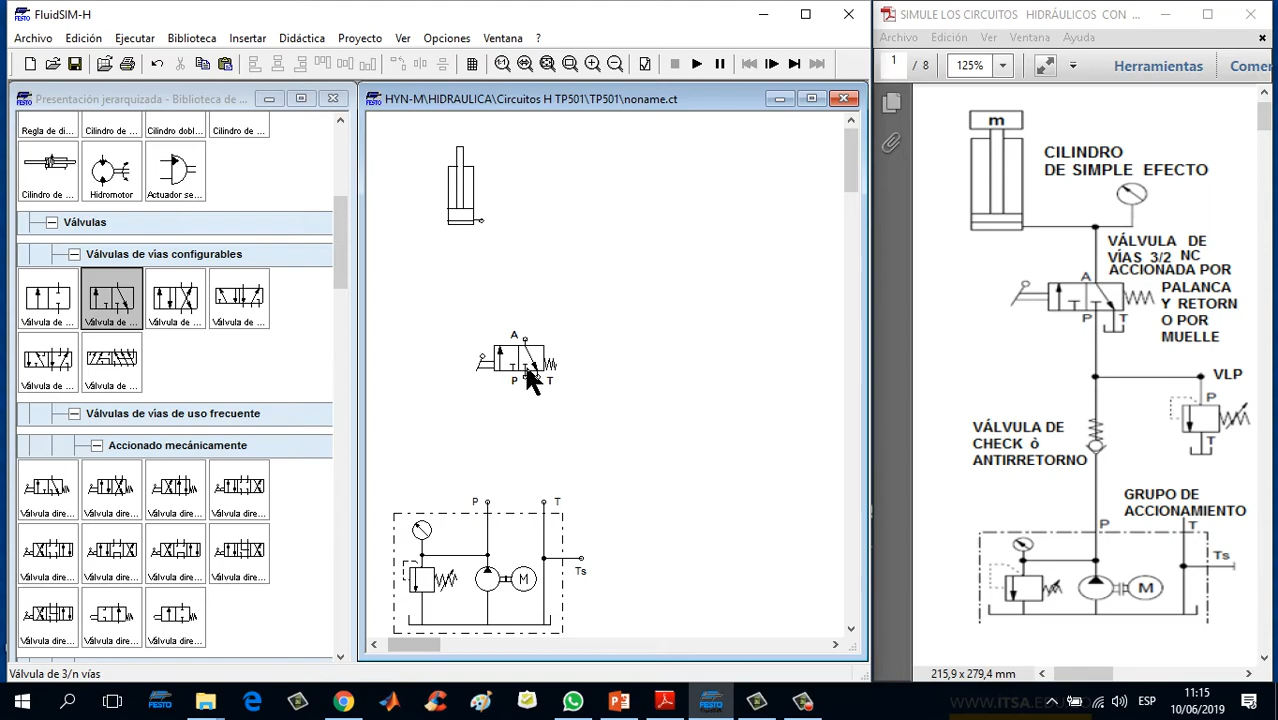 FluidSIM-H
Archivo Edición Ejecutar Biblioteca Insertar Didáctica Proyecto Ver Opciones Ventana ?
Presentación jerarquizada - Biblioteca de ...
Regla de di... Cilindro de ... Cilindro dobl... Cilindro de ...
Cilindro de ... Hidromotor Actuador se...
Válvulas
Válvulas de vías configurables
Válvula de ... Válvula de ... Válvula de ... Válvula de ...
Válvula de ... Válvula de ...
Válvulas de vías de uso frecuente
Accionado mecánicamente
Válvula dire... Válvula dire... Válvula dire... Válvula dire...
Válvula dire... Válvula dire... Válvula dire... Válvula dire...
Válvula dire... Válvula dire... Válvula dire...
Válvula de 3/n vías
FESTO HYN-M\HIDRAULICA\Circuitos H TP501\TP501\noname.ct
A
P T
P T
Ts
M
SIMULE LOS CIRCUITOS HIDRÁULICOS CON ...
Archivo Edición Ver Ventana Ayuda
1 / 8 125% Herramientas Comer
m
CILINDRO
DE SIMPLE EFECTO
VÁLVULA DE
VÍAS 3/2 NC
ACCIONADA POR
PALANCA
Y RETORN
O POR
MUELLE
A
P T
VLP
P
T
VÁLVULA DE
CHECK ò
ANTIRRETORNO
GRUPO DE
ACCIONAMIENTO
P T
Ts
M
215,9 x 279,4 mm
FESTO
FESTO
WWW.ITSA.EDU
ESP
11:15
10/06/2019